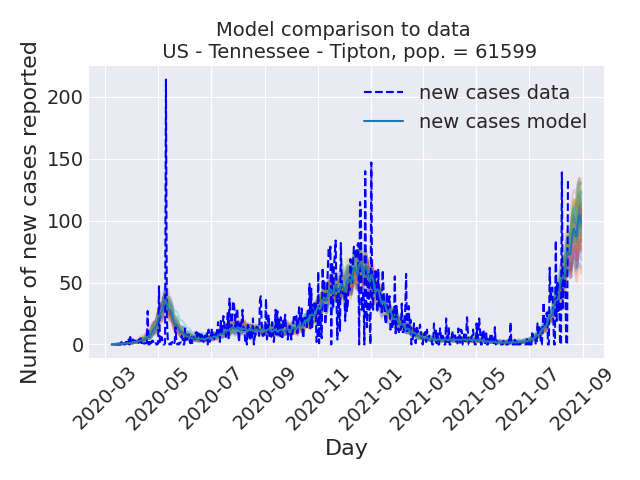 Model comparison to data
US - Tennessee - Tipton, pop. = 61599
Number of new cases reported
200
150
100
50
0
new cases data
new cases model
2020-03
2020-05
2020-07
2020-09
2020-11
2021-01
2021-03
2021-05
2021-07
2021-09
Day